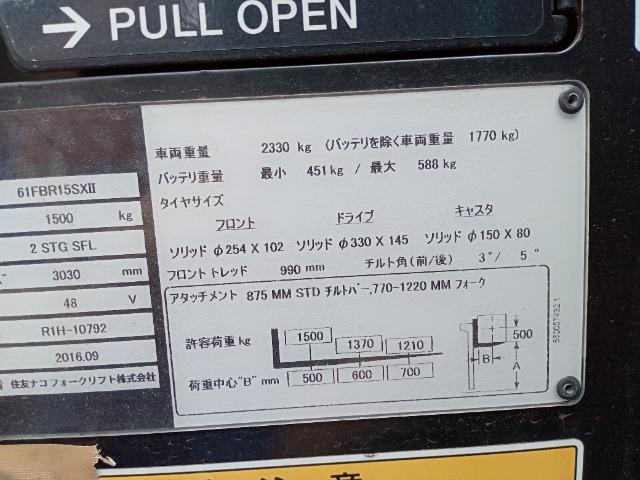 → PULL OPEN
車両重量 2330 kg (バッテリを除く車両重量 1770 kg)
バッテリ重量 最小 451 kg / 最大 588 kg
タイヤサイズ
フロント ドライブ キャスタ
ソリッド φ254 X 102 ソリッド φ330 X 145 ソリッド φ150 X 80
フロント トレッド 990 mm チルト角(前/後) 3°/ 5°
アタッチメント 875 MM STD チルトバー,770-1220 MM フォーク
許容荷重 kg 1500 1370 1210
荷重中心"B" mm 500 600 700
500
B
A
61FBR15SXII
1500 kg
2 STG SFL
3030 mm
48 V
R1H-10792
2016.09
住友ナコフォークリフト株式会社